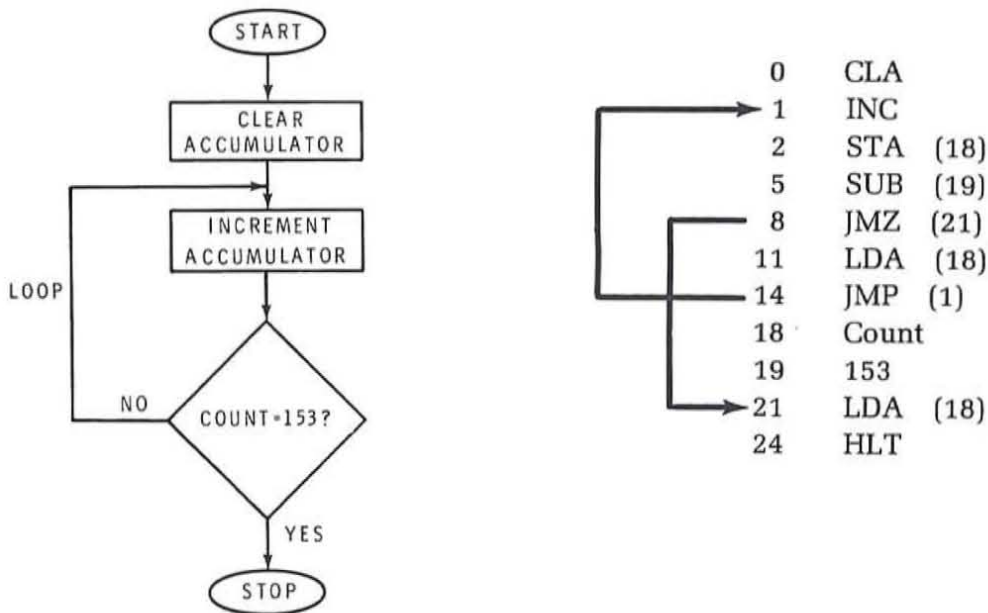 START
CLEAR
ACCUMULATOR
INCREMENT
ACCUMULATOR
LOOP
NO
COUNT=153?
YES
STOP
0 CLA
1 INC
2 STA (18)
5 SUB (19)
8 JMZ (21)
11 LDA (18)
14 JMP (1)
18 Count
19 153
21 LDA (18)
24 HLT